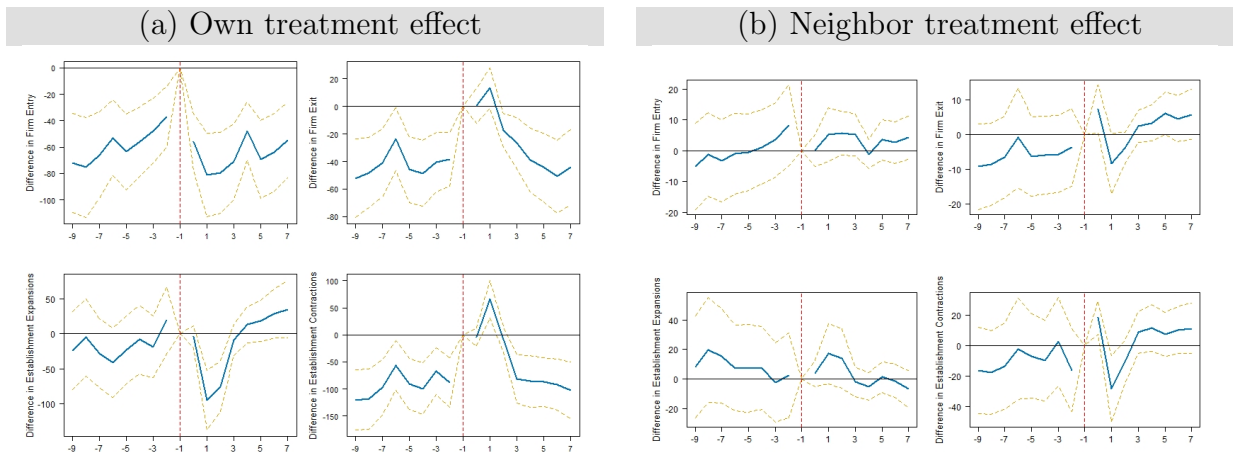 (a) Own treatment effect
Difference in Firm Entry
0
-20
-40
-60
-80
-100
-9 -7 -5 -3 -1 1 3 5 7
Difference in Firm Exit
20
0
-20
-40
-60
-80
-9 -7 -5 -3 -1 1 3 5 7
Difference in Establishment Expansions
50
0
-50
-100
-9 -7 -5 -3 -1 1 3 5 7
Difference in Establishment Contractions
100
50
0
-50
-100
-150
-9 -7 -5 -3 -1 1 3 5 7
(b) Neighbor treatment effect
Difference in Firm Entry
20
10
0
-10
-20
-9 -7 -5 -3 -1 1 3 5 7
Difference in Firm Exit
10
0
-10
-20
-9 -7 -5 -3 -1 1 3 5 7
Difference in Establishment Expansions
40
20
0
-20
-9 -7 -5 -3 -1 1 3 5 7
Difference in Establishment Contractions
20
0
-20
-40
-9 -7 -5 -3 -1 1 3 5 7